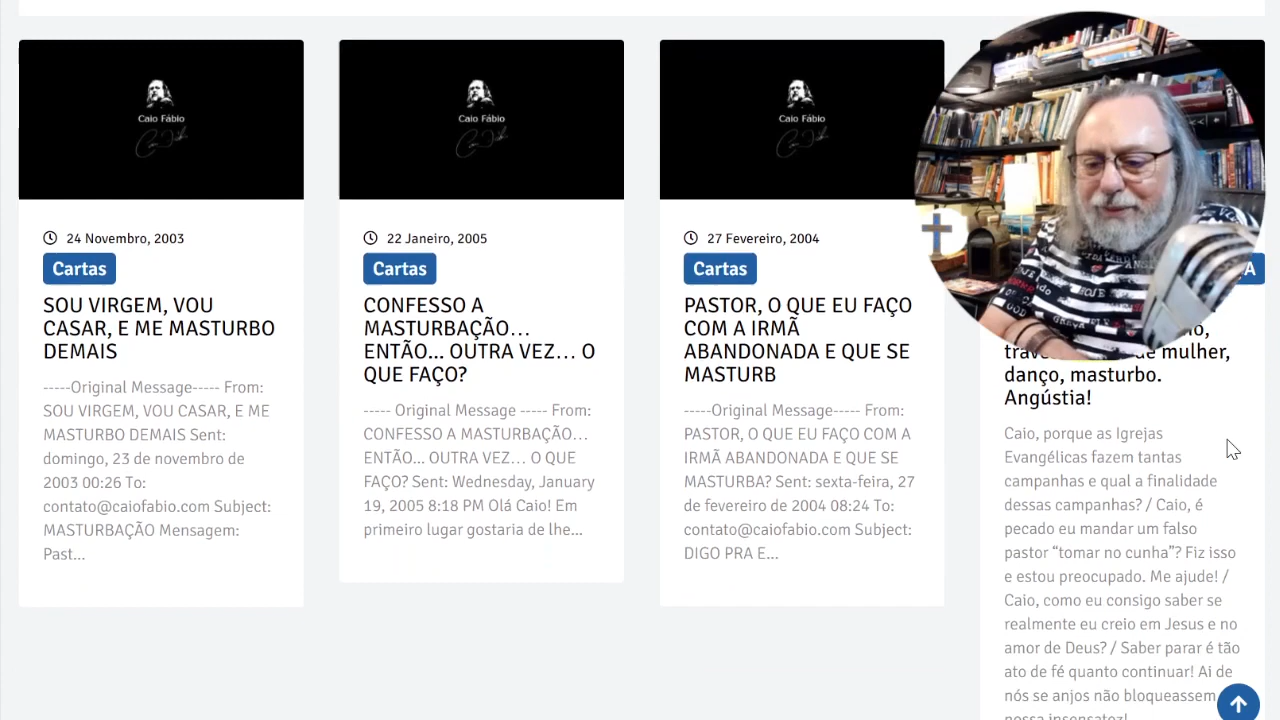 Caio Fábio
24 Novembro, 2003
Cartas
SOU VIRGEM, VOU
CASAR, E ME MASTURBO
DEMAIS
-----Original Message----- From:
SOU VIRGEM, VOU CASAR, E ME
MASTURBO DEMAIS Sent:
domingo, 23 de novembro de
2003 00:26 To:
contato@caiofabio.com Subject:
MASTURBAÇÃO Mensagem:
Past...
Caio Fábio
22 Janeiro, 2005
Cartas
CONFESSO A
MASTURBAÇÃO…
ENTÃO... OUTRA VEZ… O
QUE FAÇO?
----- Original Message ----- From:
CONFESSO A MASTURBAÇÃO…
ENTÃO... OUTRA VEZ… O QUE
FAÇO? Sent: Wednesday, January
19, 2005 8:18 PM Olá Caio! Em
primeiro lugar gostaria de lhe...
Caio Fábio
27 Fevereiro, 2004
Cartas
PASTOR, O QUE EU FAÇO
COM A IRMÃ
ABANDONADA E QUE SE
MASTURB
-----Original Message----- From:
PASTOR, O QUE EU FAÇO COM A
IRMÃ ABANDONADA E QUE SE
MASTURBA? Sent: sexta-feira, 27
de fevereiro de 2004 08:24 To:
contato@caiofabio.com Subject:
DIGO PRA E...
de mulher,
danço, masturbo.
Angústia!
Caio, porque as Igrejas
Evangélicas fazem tantas
campanhas e qual a finalidade
dessas campanhas? / Caio, é
pecado eu mandar um falso
pastor “tomar no cunha”? Fiz isso
e estou preocupado. Me ajude! /
Caio, como eu consigo saber se
realmente eu creio em Jesus e no
amor de Deus? / Saber parar é tão
ato de fé quanto continuar! Ai de
nós se anjos não bloqueassem
nossa insensatez!